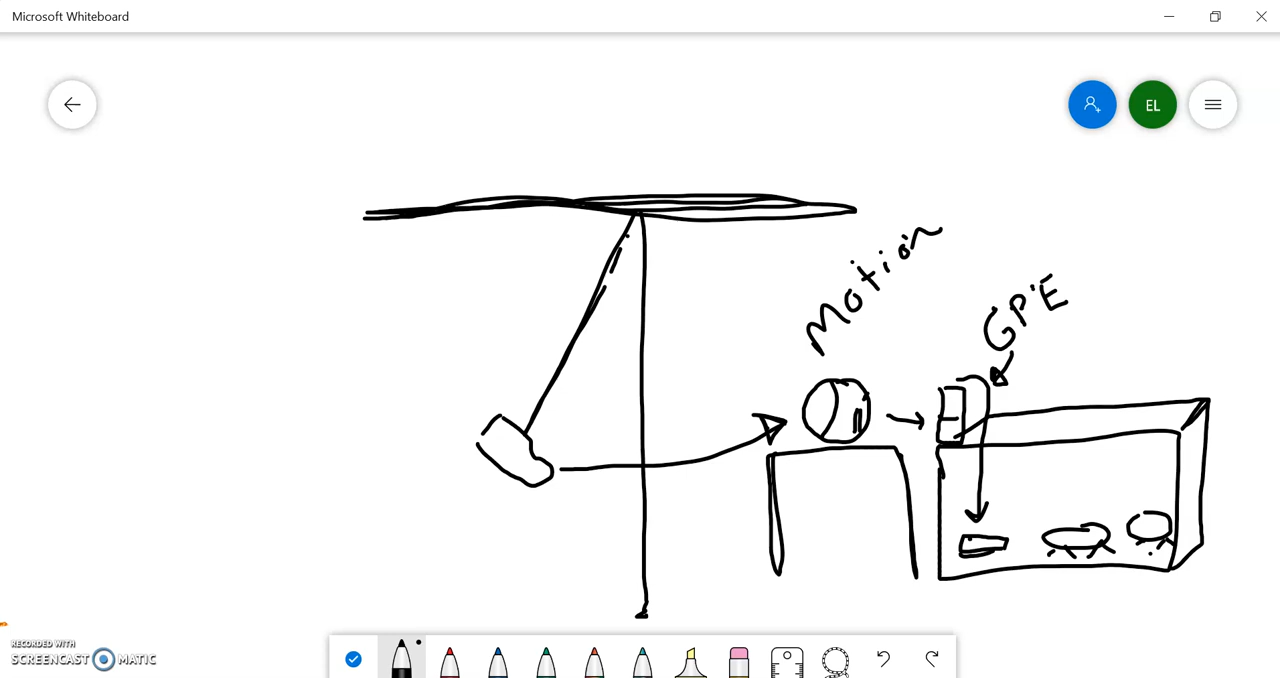 Microsoft Whiteboard
EL
Motion
GPE
RECORDED WITH
SCREENCAST MATIC